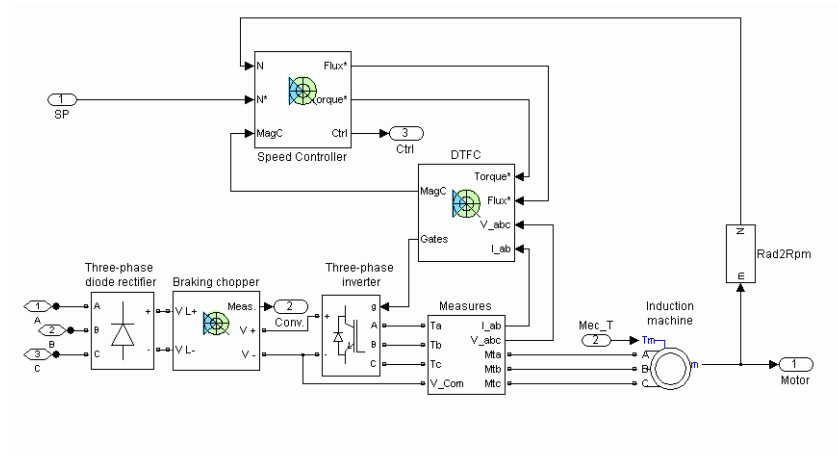 N
Flux*
1
SP
N*
orque*
MagC
Ctrl
3
Ctrl
Speed Controller
DTFC
Torque*
MagC
Flux*
V_abc
Gates
I_ab
N
m
Rad2Rpm
Three-phase
diode rectifier
Braking chopper
Three-phase
inverter
Measures
Induction
machine
1
A
A
+
V L+
Meas.
2
Conv.
g
+
A
Ta
I_ab
V_abc
Mec_T
2
Tm
2
B
B
V +
B
Tb
Mta
A
3
C
C
-
V L-
V -
-
C
Tc
Mtb
B
m
1
Motor
V_Com
Mtc
C